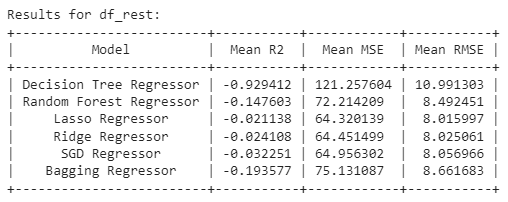 Results for df_rest:
+-------------------------+-----------+------------+-----------+
| Model | Mean R2 | Mean MSE | Mean RMSE |
+-------------------------+-----------+------------+-----------+
| Decision Tree Regressor | -0.929412 | 121.257604 | 10.991303 |
| Random Forest Regressor | -0.147603 | 72.214209 | 8.492451 |
| Lasso Regressor | -0.021138 | 64.320139 | 8.015997 |
| Ridge Regressor | -0.024108 | 64.451499 | 8.025061 |
| SGD Regressor | -0.032251 | 64.956302 | 8.056966 |
| Bagging Regressor | -0.193577 | 75.131087 | 8.661683 |
+-------------------------+-----------+------------+-----------+